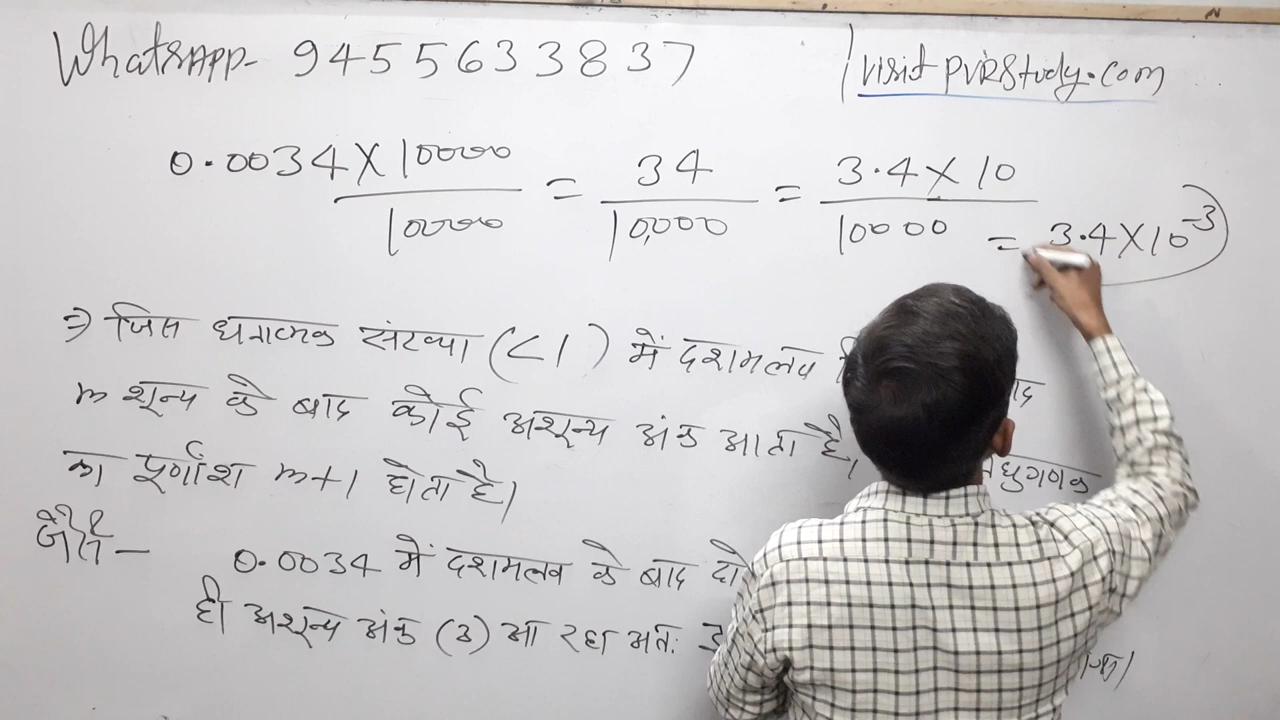 WhatsApp- 9455633837
visit pvrstudy.com
0.0034 X 10000 / 10000 = 34 / 10,000 = 3.4 X 10 / 10000 = 3.4 X 10^-3
⇒ जिस धनात्मक संख्या (< 1) में दशमलव
m शून्य के बाद कोई अशून्य अंक आता है,
का पूर्णांश m+1 होता है।
जैसे - 0.0034 में दशमलव के बाद दो
ही अशून्य अंक (3) आ रहा अतः